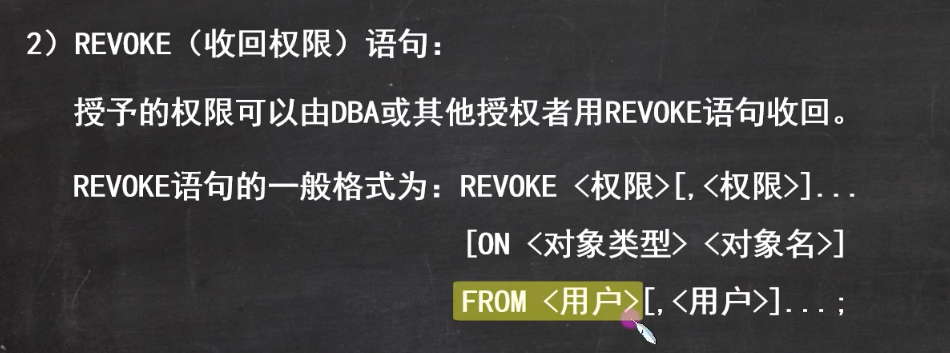 2）REVOKE（收回权限）语句：
授予的权限可以由DBA或其他授权者用REVOKE语句收回。
REVOKE语句的一般格式为：REVOKE <权限>[,<权限>]...
[ON <对象类型> <对象名>]
FROM <用户>[,<用户>]...;